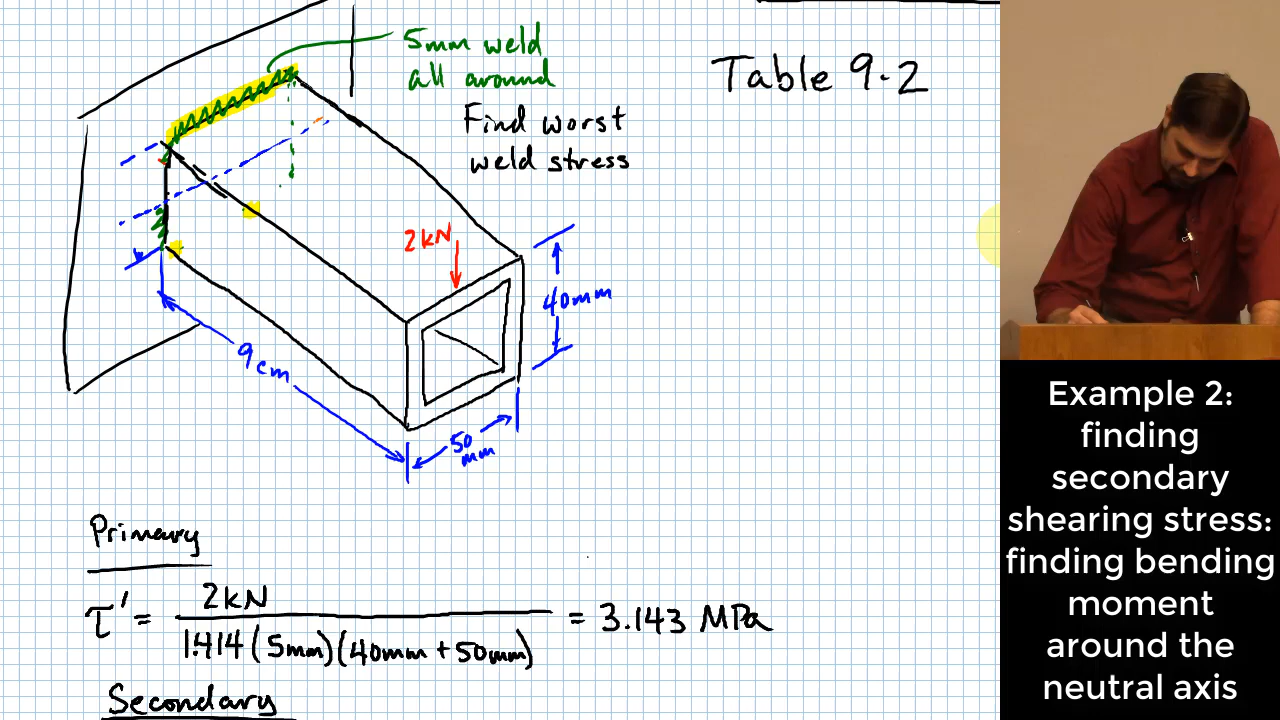 5mm weld
all around
Find worst
weld stress
Table 9-2
2kN
40mm
9cm
50
mm
Primary
τ' = 2kN / 1.414(5mm)(40mm+50mm) = 3.143 MPa
Secondary
Example 2:
finding
secondary
shearing stress:
finding bending
moment
around the
neutral axis